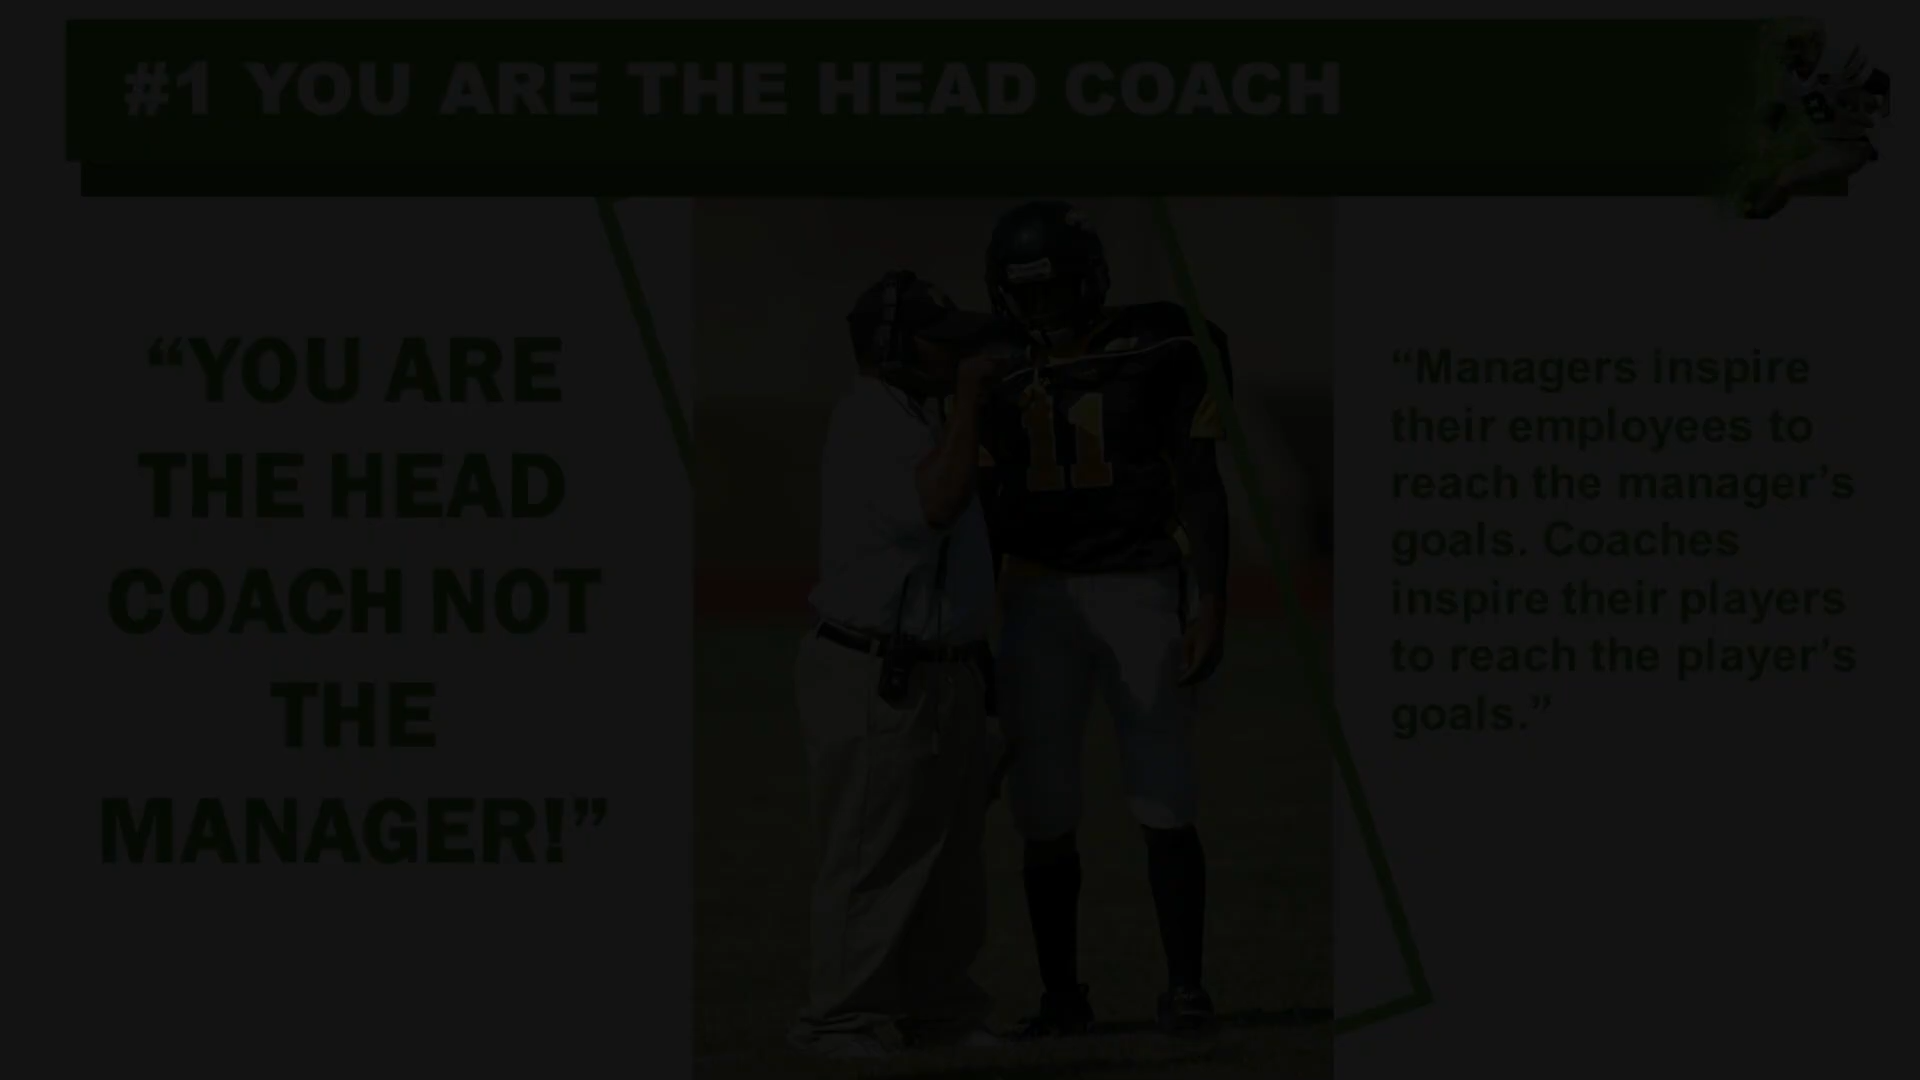 #1 YOU ARE THE HEAD COACH
“YOU ARE
THE HEAD
COACH NOT
THE
MANAGER!”
11
“Managers inspire
their employees to
reach the manager’s
goals. Coaches
inspire their players
to reach the player’s
goals.”